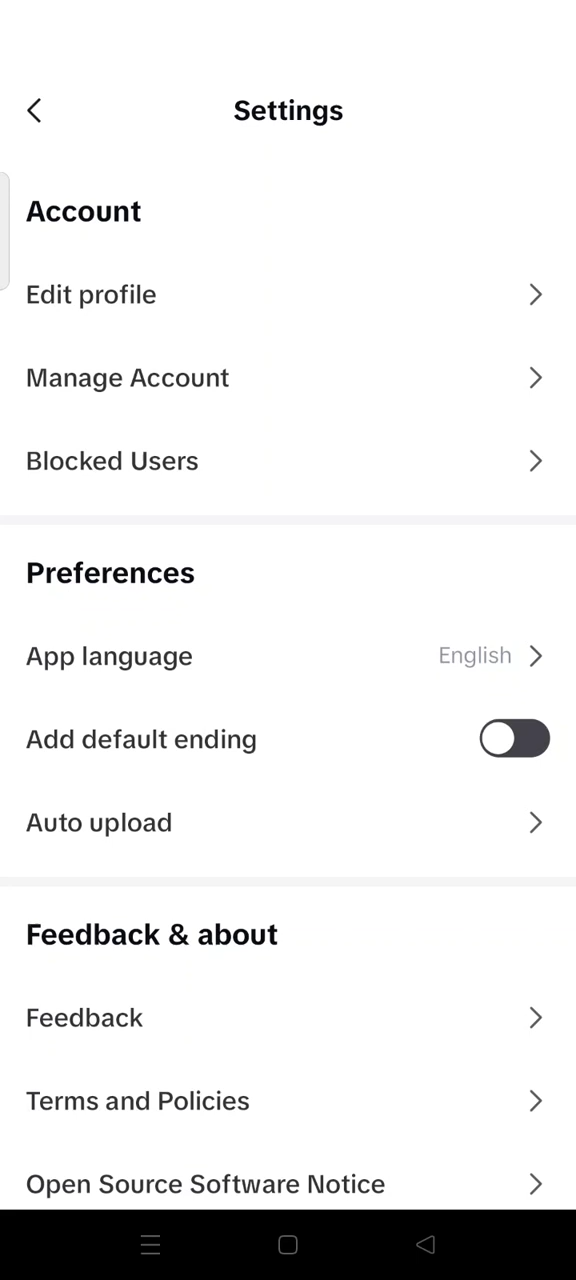 Settings
Account
Edit profile
Manage Account
Blocked Users
Preferences
App language
English
Add default ending
Auto upload
Feedback & about
Feedback
Terms and Policies
Open Source Software Notice